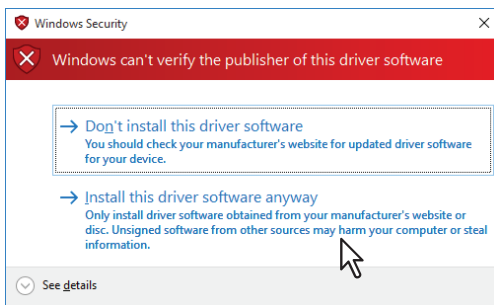 Windows Security
Windows can't verify the publisher of this driver software
Don't install this driver software
You should check your manufacturer's website for updated driver software
for your device.
Install this driver software anyway
Only install driver software obtained from your manufacturer's website or
disc. Unsigned software from other sources may harm your computer or steal
information.
See details